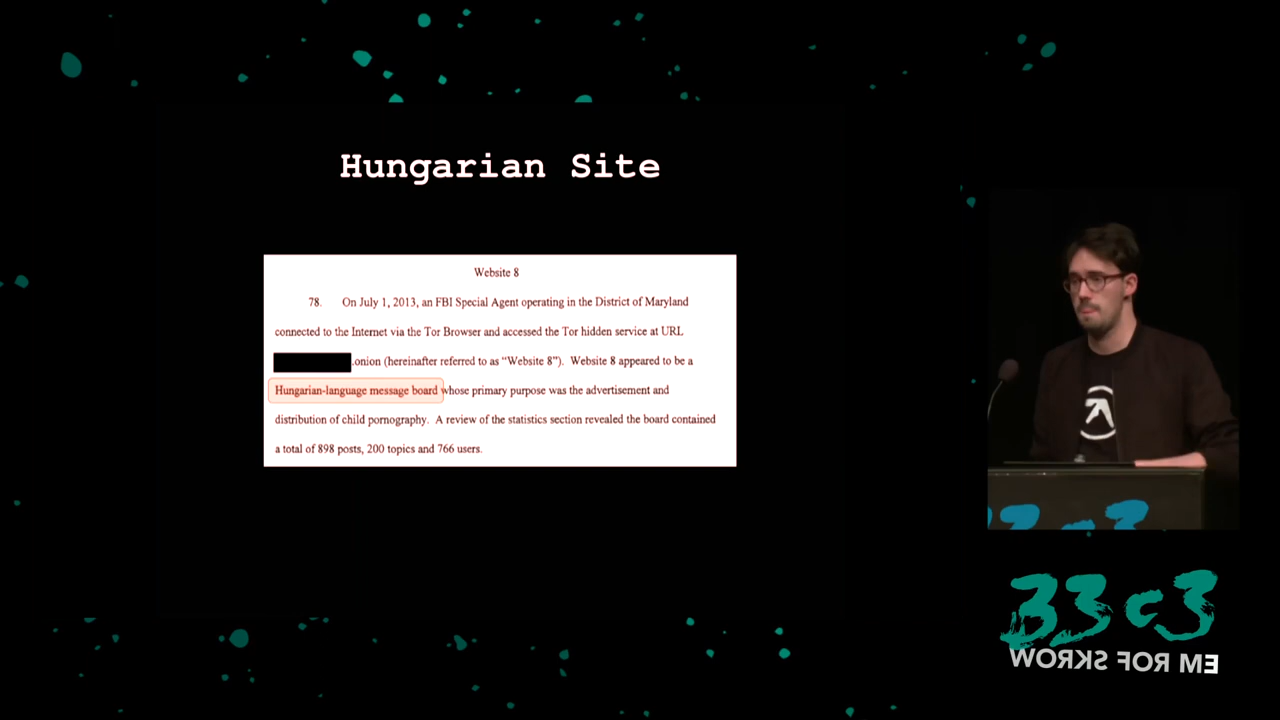 Hungarian Site
Website 8
78. On July 1, 2013, an FBI Special Agent operating in the District of Maryland
connected to the Internet via the Tor Browser and accessed the Tor hidden service at URL
.onion (hereinafter referred to as “Website 8”). Website 8 appeared to be a
Hungarian-language message board whose primary purpose was the advertisement and
distribution of child pornography. A review of the statistics section revealed the board contained
a total of 898 posts, 200 topics and 766 users.
33c3
WORKS FOR ME